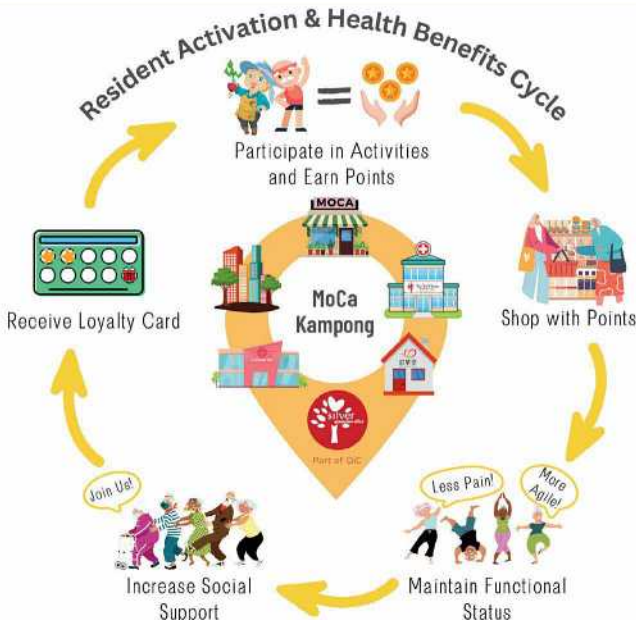 Resident Activation & Health Benefits Cycle
Participate in Activities
and Earn Points
MOCA
MoCa
Kampong
Receive Loyalty Card
Shop with Points
silver
Part of QiC
Join Us!
Less Pain!
More
Agile!
Increase Social
Support
Maintain Functional
Status